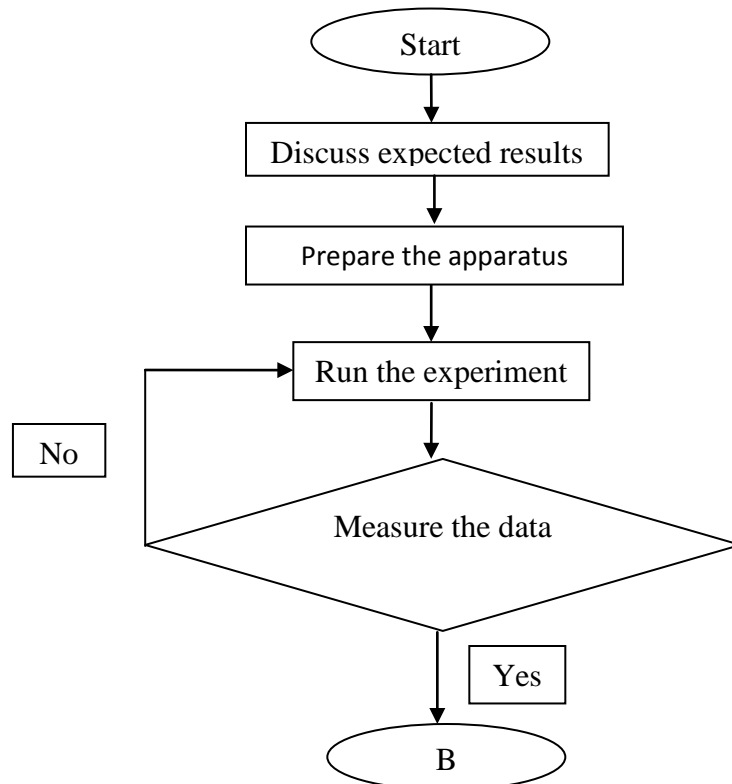 Start
Discuss expected results
Prepare the apparatus
Run the experiment
No
Measure the data
Yes
B